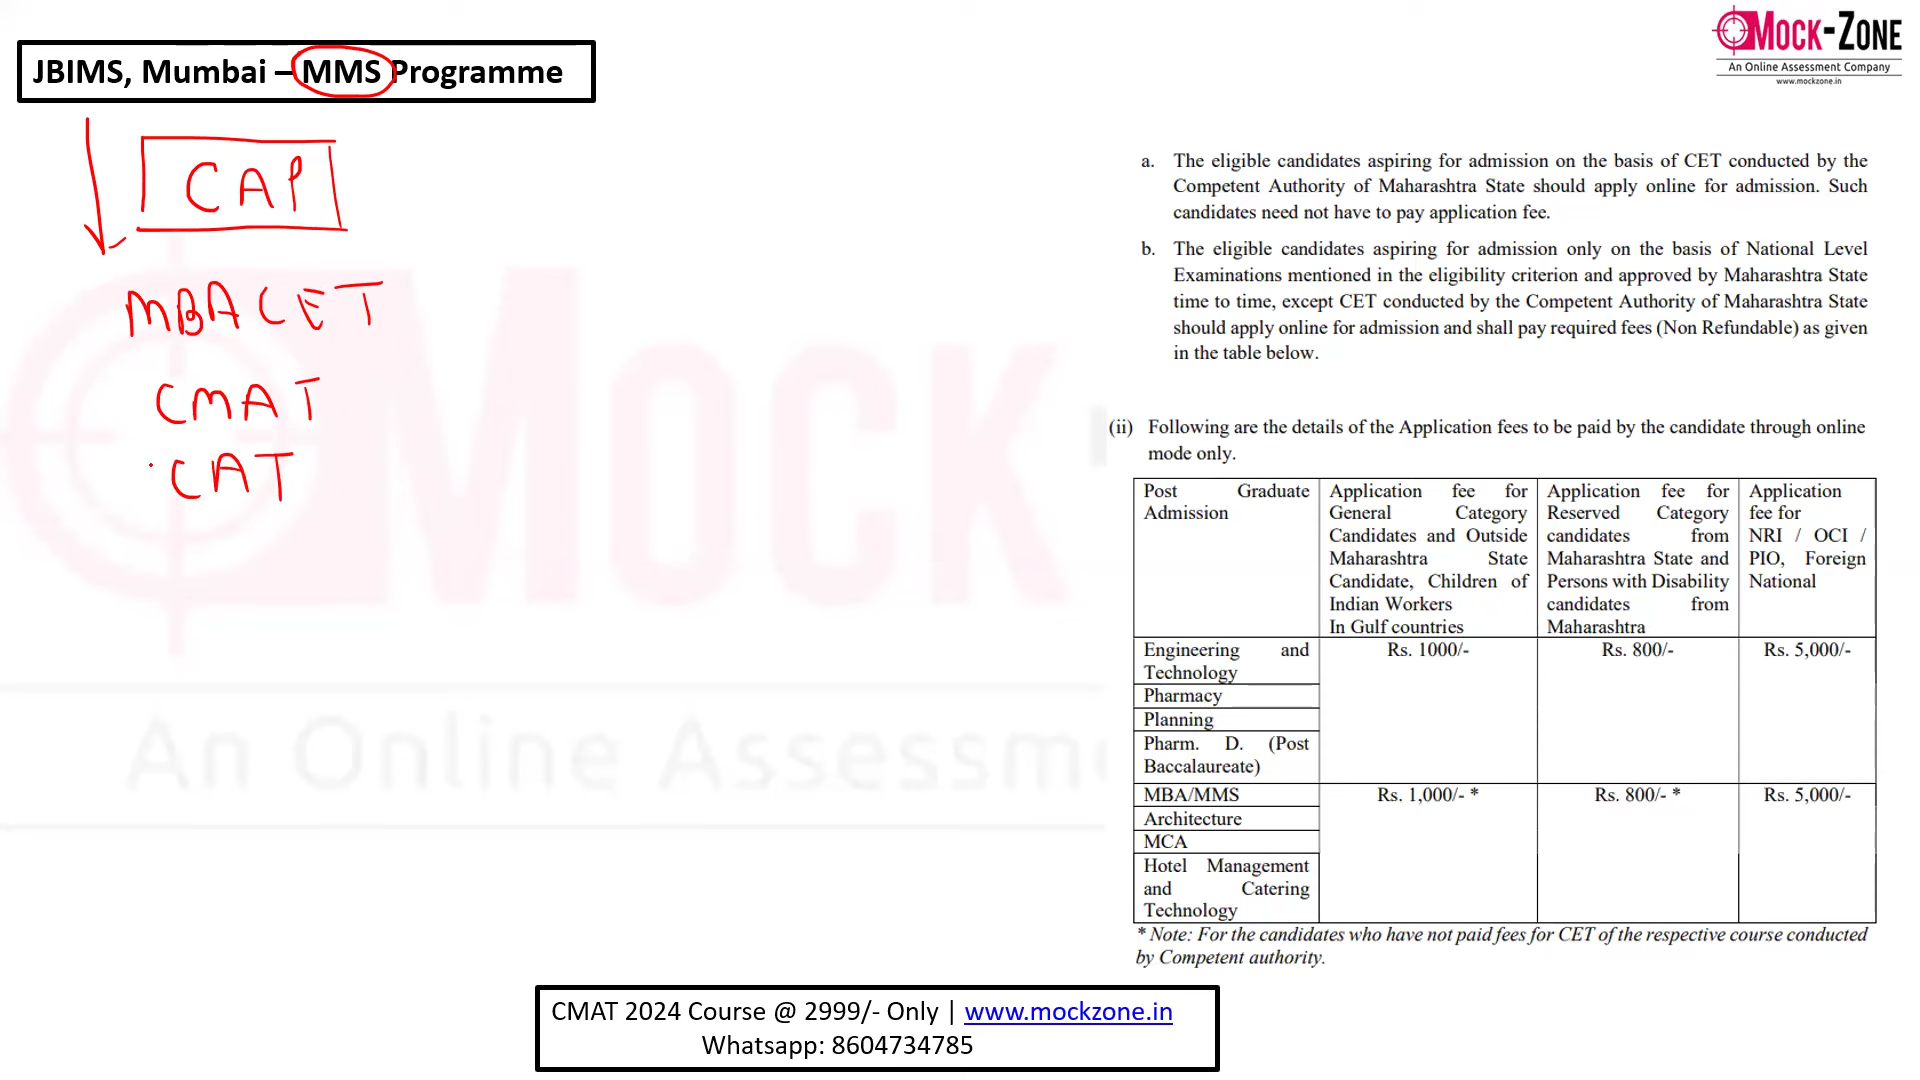 JBIMS, Mumbai – MMS Programme
MOCK-ZONE
An Online Assessment Company
www.mockzone.in
CAP
MBA CET
CMAT
CAT
a. The eligible candidates aspiring for admission on the basis of CET conducted by the
Competent Authority of Maharashtra State should apply online for admission. Such
candidates need not have to pay application fee.
b. The eligible candidates aspiring for admission only on the basis of National Level
Examinations mentioned in the eligibility criterion and approved by Maharashtra State
time to time, except CET conducted by the Competent Authority of Maharashtra State
should apply online for admission and shall pay required fees (Non Refundable) as given
in the table below.
(ii) Following are the details of the Application fees to be paid by the candidate through online
mode only.
Post Graduate
Admission
Application fee for
General Category
Candidates and Outside
Maharashtra State
Candidate, Children of
Indian Workers
In Gulf countries
Application fee for
Reserved Category
candidates from
Maharashtra State and
Persons with Disability
candidates from
Maharashtra
Application
fee for
NRI / OCI /
PIO, Foreign
National
Engineering and
Technology
Rs. 1000/-
Rs. 800/-
Rs. 5,000/-
Pharmacy
Planning
Pharm. D. (Post
Baccalaureate)
MBA/MMS
Rs. 1,000/- *
Rs. 800/- *
Rs. 5,000/-
Architecture
MCA
Hotel Management
and Catering
Technology
* Note: For the candidates who have not paid fees for CET of the respective course conducted
by Competent authority.
MOCK
An Online Assessm
CMAT 2024 Course @ 2999/- Only | www.mockzone.in
Whatsapp: 8604734785